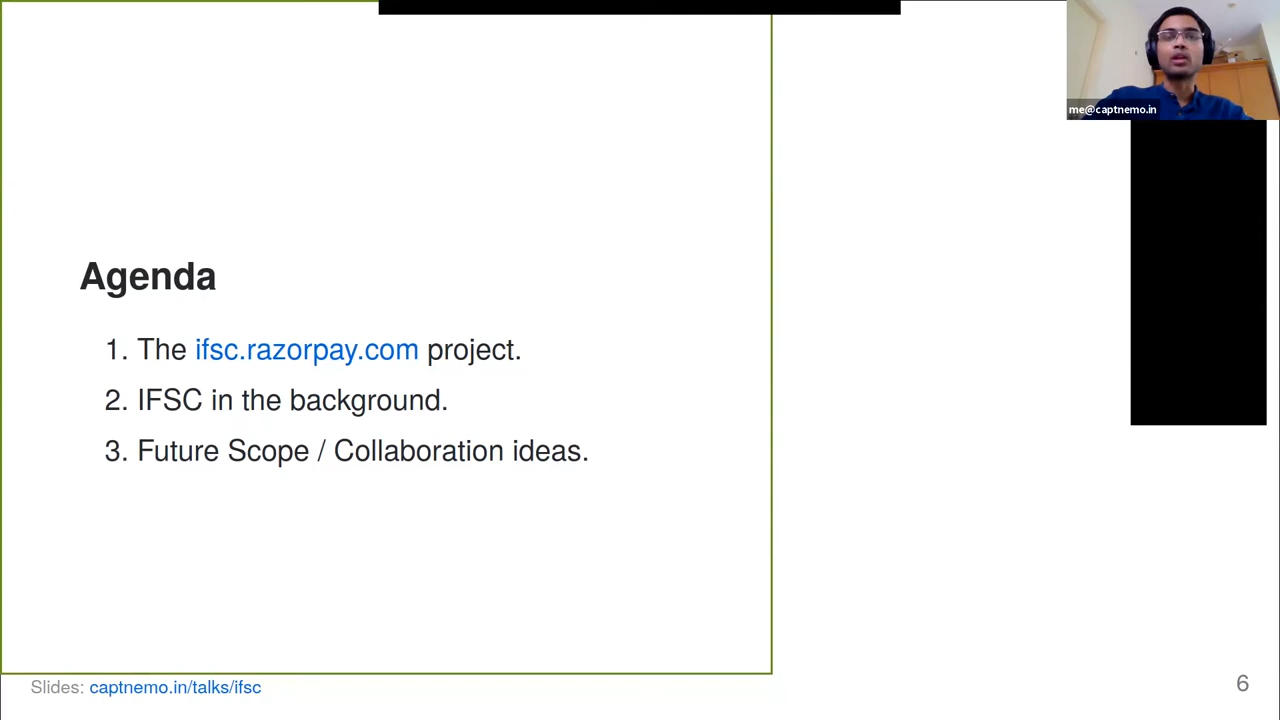 me@captnemo.in
Agenda
1. The ifsc.razorpay.com project.
2. IFSC in the background.
3. Future Scope / Collaboration ideas.
Slides: captnemo.in/talks/ifsc
6